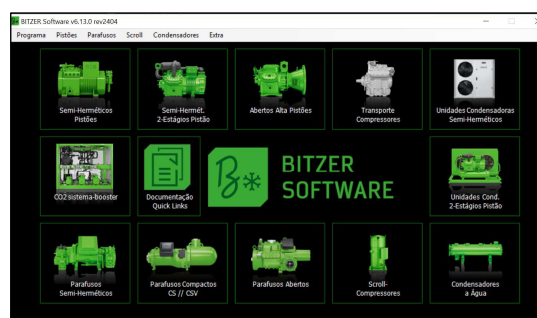 BITZER Software v6.13.0 rev2404
Programa Pistões Parafusos Scroll Condensadores Extra
Semi-Herméticos
Pistões
Semi-Hermét.
2-Estágios Pistão
Abertos Alta Pistões
Transporte
Compressores
Unidades Condensadoras
Semi-Herméticos
CO2 sistema-booster
Documentação
Quick Links
BITZER
SOFTWARE
Unidades Cond.
2-Estágios Pistão
Parafusos
Semi-Herméticos
Parafusos Compactos
CS // CSV
Parafusos Abertos
Scroll-
Compressores
Condensadores
a Água